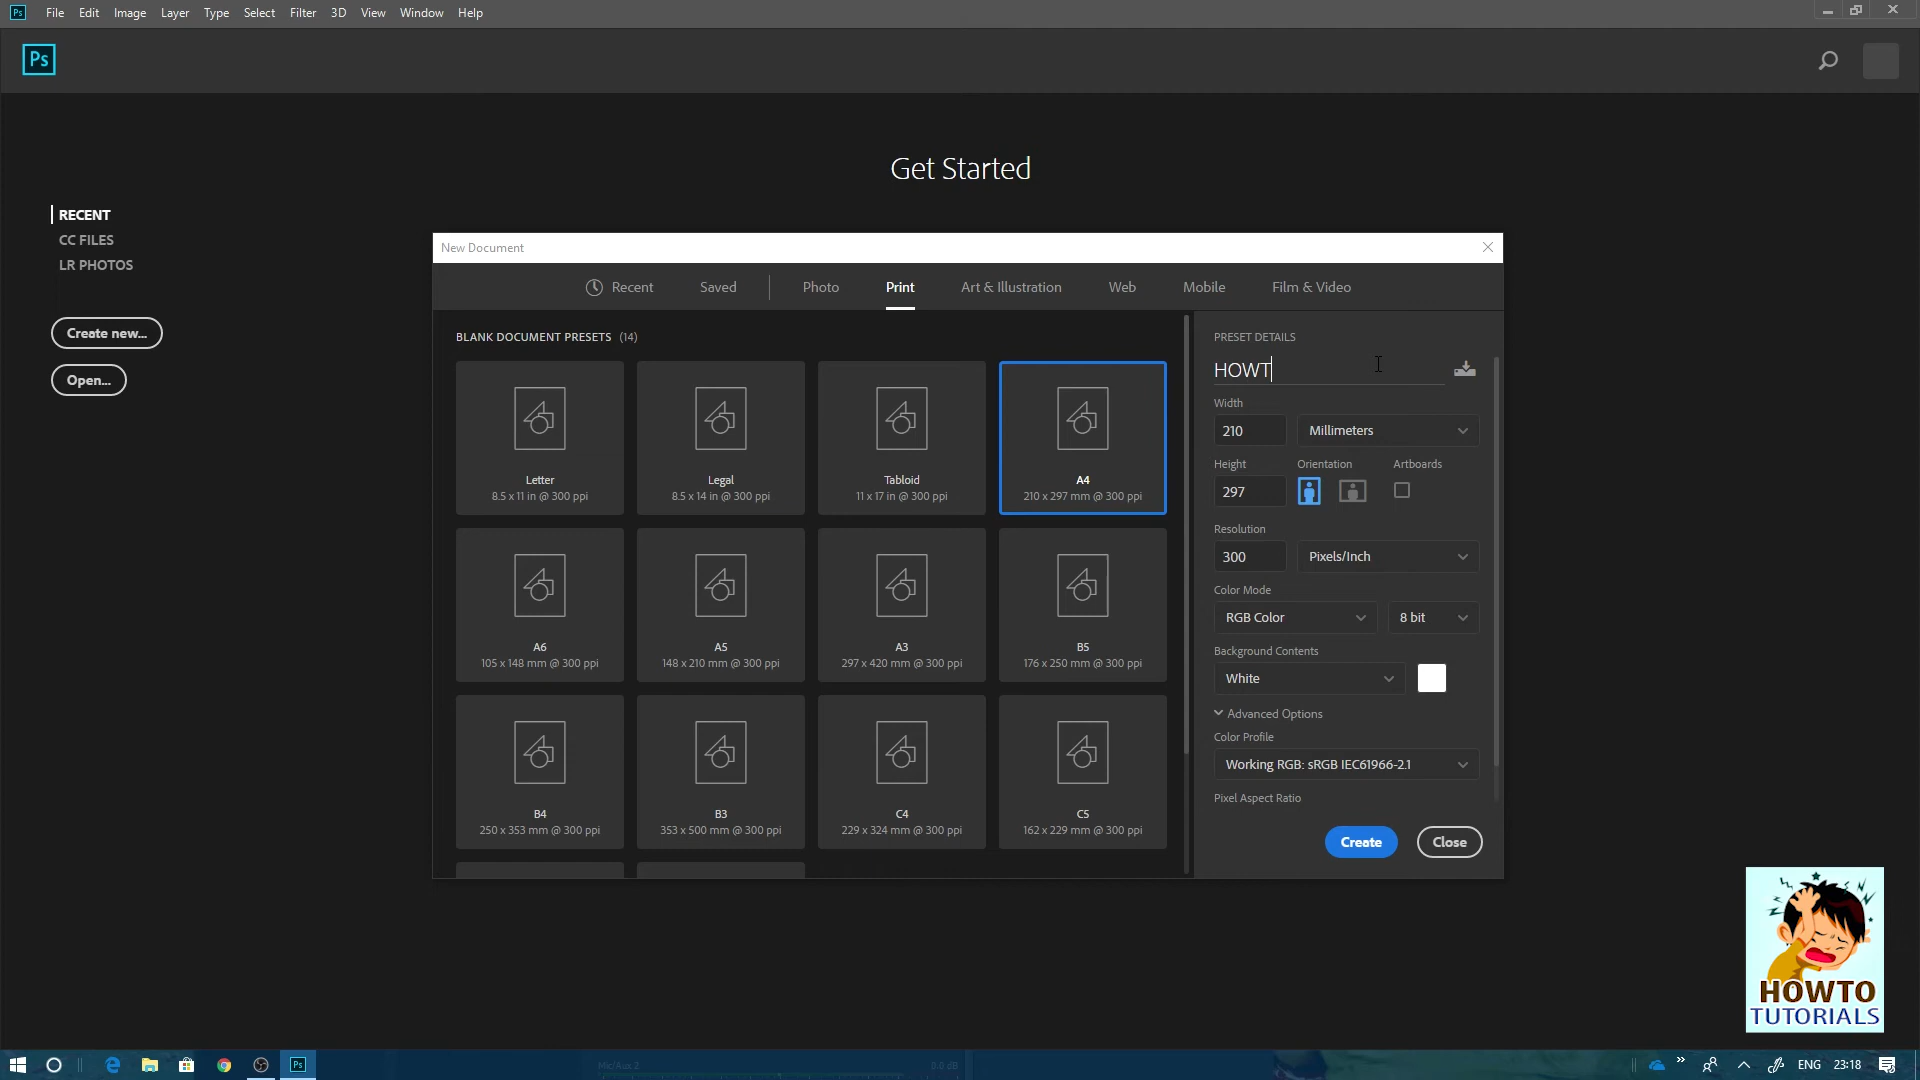 Ps File Edit Image Layer Type Select Filter 3D View Window Help
Ps
Get Started
RECENT
CC FILES
LR PHOTOS
Create new...
Open...
New Document
Recent Saved Photo Print Art & Illustration Web Mobile Film & Video
BLANK DOCUMENT PRESETS (14)
Letter
8.5 x 11 in @ 300 ppi
Legal
8.5 x 14 in @ 300 ppi
Tabloid
11 x 17 in @ 300 ppi
A4
210 x 297 mm @ 300 ppi
A6
105 x 148 mm @ 300 ppi
A5
148 x 210 mm @ 300 ppi
A3
297 x 420 mm @ 300 ppi
B5
176 x 250 mm @ 300 ppi
B4
250 x 353 mm @ 300 ppi
B3
353 x 500 mm @ 300 ppi
C4
229 x 324 mm @ 300 ppi
C5
162 x 229 mm @ 300 ppi
PRESET DETAILS
HOWT
Width
210 Millimeters
Height Orientation Artboards
297
Resolution
300 Pixels/Inch
Color Mode
RGB Color 8 bit
Background Contents
White
Advanced Options
Color Profile
Working RGB: sRGB IEC61966-2.1
Pixel Aspect Ratio
Create Close
HOWTO
TUTORIALS
Mic/Aux 2 0.0 dB
Ps
ENG 23:18